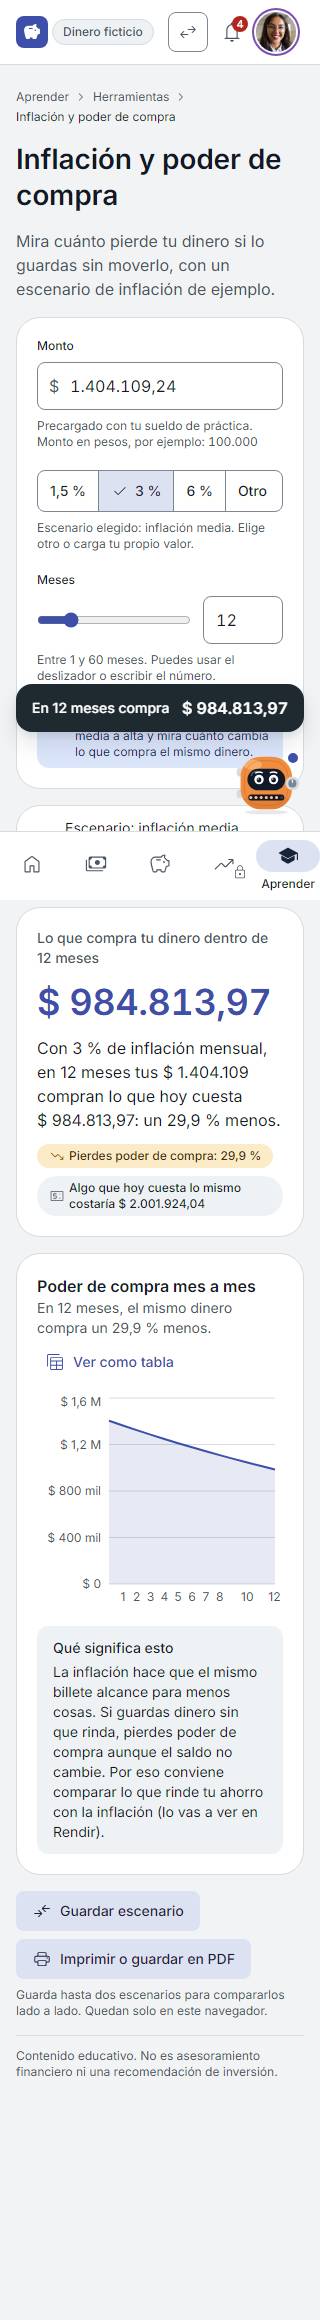 Dinero ficticio
4
Aprender > Herramientas >
Inflación y poder de compra
Inflación y poder de
compra
Mira cuánto pierde tu dinero si lo
guardas sin moverlo, con un
escenario de inflación de ejemplo.
Monto
$ 1.404.109,24
Precargado con tu sueldo de práctica.
Monto en pesos, por ejemplo: 100.000
1,5 % 3 % 6 % Otro
Escenario elegido: inflación media. Elige
otro o carga tu propio valor.
Meses
12
Entre 1 y 60 meses. Puedes usar el
deslizador o escribir el número.
En 12 meses compra $ 984.813,97
media a alta y mira cuánto cambia
lo que compra el mismo dinero.
Escenario: inflación media
Aprender
Lo que compra tu dinero dentro de
12 meses
$ 984.813,97
Con 3 % de inflación mensual,
en 12 meses tus $ 1.404.109
compran lo que hoy cuesta
$ 984.813,97: un 29,9 % menos.
Pierdes poder de compra: 29,9 %
Algo que hoy cuesta lo mismo
costaría $ 2.001.924,04
Poder de compra mes a mes
En 12 meses, el mismo dinero
compra un 29,9 % menos.
Ver como tabla
$ 1,6 M
$ 1,2 M
$ 800 mil
$ 400 mil
$ 0
1 2 3 4 5 6 7 8 10 12
Qué significa esto
La inflación hace que el mismo
billete alcance para menos
cosas. Si guardas dinero sin
que rinda, pierdes poder de
compra aunque el saldo no
cambie. Por eso conviene
comparar lo que rinde tu ahorro
con la inflación (lo vas a ver en
Rendir).
Guardar escenario
Imprimir o guardar en PDF
Guarda hasta dos escenarios para compararlos
lado a lado. Quedan solo en este navegador.
Contenido educativo. No es asesoramiento
financiero ni una recomendación de inversión.